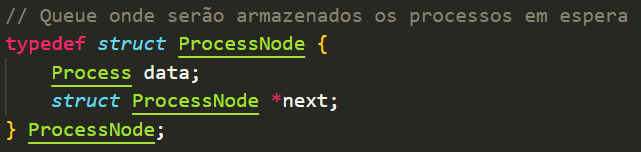 // Queue onde serão armazenados os processos em espera
typedef struct ProcessNode {
    Process data;
    struct ProcessNode *next;
} ProcessNode;